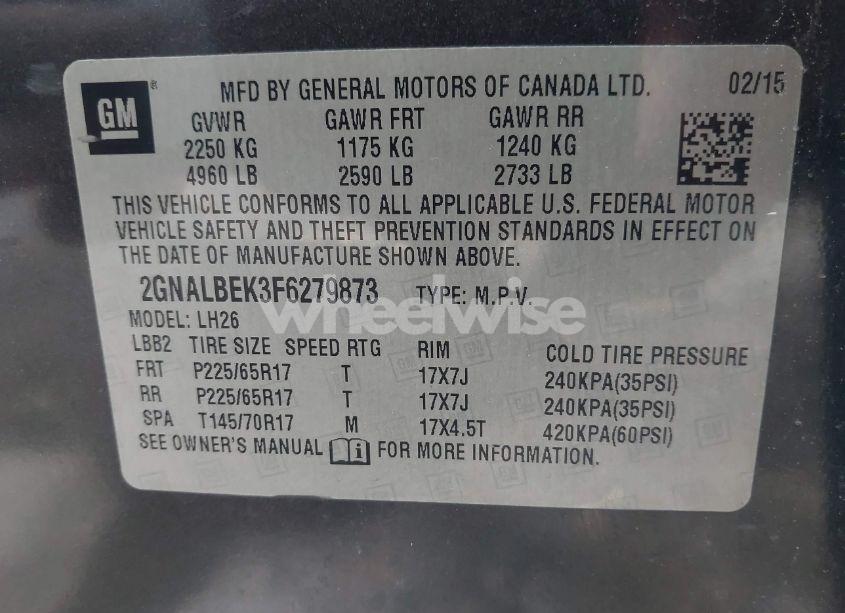 GM
®
MFD BY GENERAL MOTORS OF CANADA LTD. 02/15
GVWR GAWR FRT GAWR RR
2250 KG 1175 KG 1240 KG
4960 LB 2590 LB 2733 LB
THIS VEHICLE CONFORMS TO ALL APPLICABLE U.S. FEDERAL MOTOR
VEHICLE SAFETY AND THEFT PREVENTION STANDARDS IN EFFECT ON
THE DATE OF MANUFACTURE SHOWN ABOVE.
2GNALBEK3F6279873 TYPE: M.P.V.
wheelwise
MODEL: LH26
LBB2 TIRE SIZE SPEED RTG RIM COLD TIRE PRESSURE
FRT P225/65R17 T 17X7J 240KPA(35PSI)
RR P225/65R17 T 17X7J 240KPA(35PSI)
SPA T145/70R17 M 17X4.5T 420KPA(60PSI)
SEE OWNER'S MANUAL i FOR MORE INFORMATION.